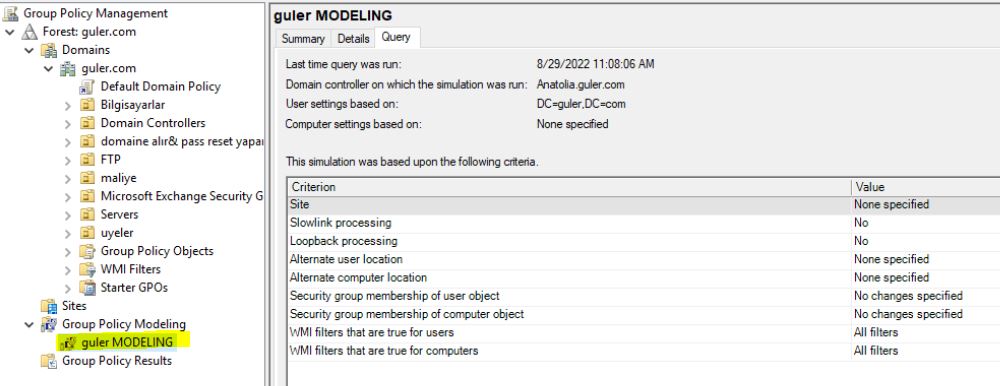 Group Policy Management
Forest: guler.com
Domains
guler.com
Default Domain Policy
Bilgisayarlar
Domain Controllers
domaine alır& pass reset yapan
FTP
maliye
Microsoft Exchange Security G
Servers
uyeler
Group Policy Objects
WMI Filters
Starter GPOs
Sites
Group Policy Modeling
guler MODELING
Group Policy Results
guler MODELING
Summary Details Query
Last time query was run: 8/29/2022 11:08:06 AM
Domain controller on which the simulation was run: Anatolia.guler.com
User settings based on: DC=guler,DC=com
Computer settings based on: None specified
This simulation was based upon the following criteria.
Criterion Value
Site None specified
Slowlink processing No
Loopback processing No
Alternate user location None specified
Alternate computer location None specified
Security group membership of user object No changes specified
Security group membership of computer object No changes specified
WMI filters that are true for users All filters
WMI filters that are true for computers All filters